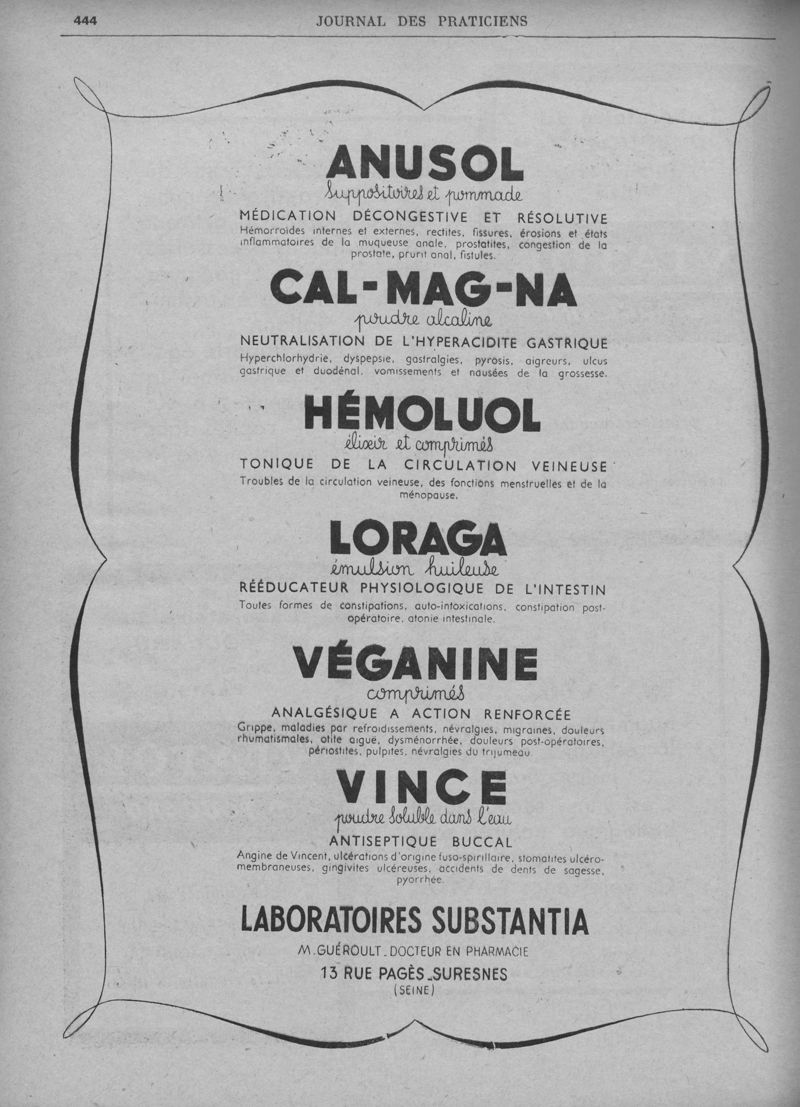 444
JOURNAL DES PRATICIENS
ANUSOL
Suppositoires et pommade
MÉDICATION DÉCONGESTIVE ET RÉSOLUTIVE
Hémorroïdes internes et externes, rectites, fissures, érosions et états
inflammatoires de la muqueuse anale, prostatites, congestion de la
prostate, prurit anal, fistules.
CAL-MAG-NA
poudre alcaline
NEUTRALISATION DE L'HYPERACIDITE GASTRIQUE
Hyperchlorhydrie, dyspepsie, gastralgies, pyrosis, aigreurs, ulcus
gastrique et duodénal, vomissements et nausées de la grossesse.
HÉMOLUOL
élixir et comprimés
TONIQUE DE LA CIRCULATION VEINEUSE
Troubles de la circulation veineuse, des fonctions menstruelles et de la
ménopause.
LORAGA
émulsion huileuse
RÉÉDUCATEUR PHYSIOLOGIQUE DE L'INTESTIN
Toutes formes de constipations, auto-intoxications, constipation post-
opératoire, atonie intestinale.
VÉGANINE
comprimés
ANALGÉSIQUE A ACTION RENFORCÉE
Grippe, maladies par refroidissements, névralgies, migraines, douleurs
rhumatismales, otite aiguë, dysménorrhée, douleurs post-opératoires,
périostites, pulpites, névralgies du trijumeau.
VINCE
poudre soluble dans l'eau
ANTISEPTIQUE BUCCAL
Angine de Vincent, ulcérations d'origine fuso-spirillaire, stomatites ulcéro-
membraneuses, gingivites ulcéreuses, accidents de dents de sagesse,
pyorrhée.
LABORATOIRES SUBSTANTIA
M. GUÉROULT _ DOCTEUR EN PHARMACIE
13 RUE PAGÈS _ SURESNES
(SEINE)